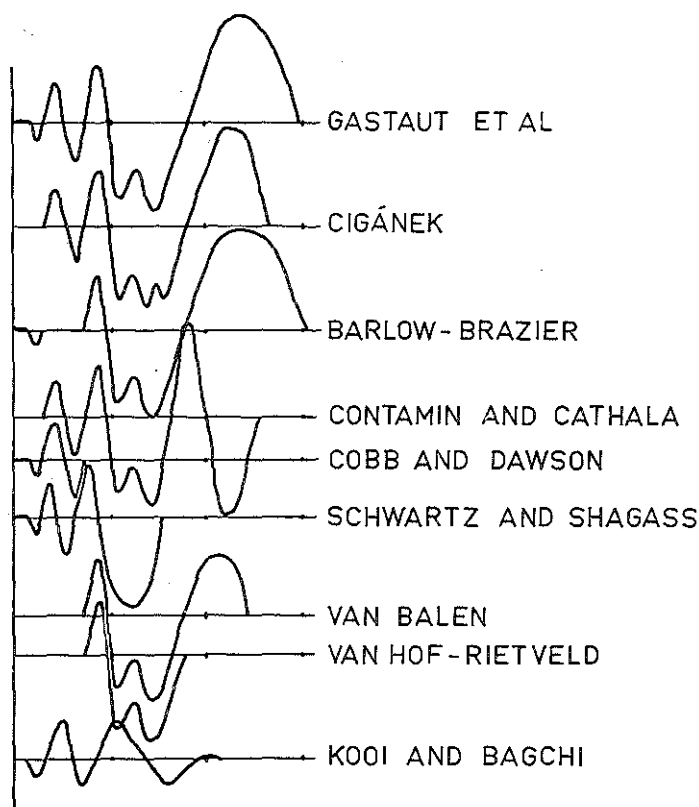 GASTAUT ET AL
CIGÁNEK
BARLOW-BRAZIER
CONTAMIN AND CATHALA
COBB AND DAWSON
SCHWARTZ AND SHAGASS
VAN BALEN
VAN HOF-RIETVELD
KOOI AND BAGCHI